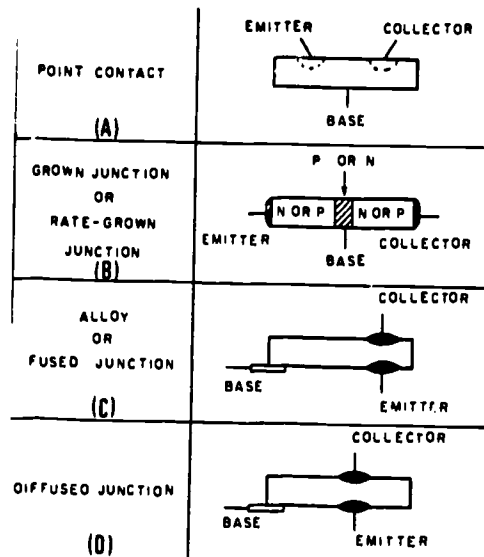 EMITTER COLLECTOR
POINT CONTACT
BASE
(A)
P OR N
GROWN JUNCTION
OR
N OR P N OR P
RATE-GROWN
EMITTER COLLECTOR
JUNCTION
BASE
(B)
COLLECTOR
ALLOY
OR
FUSED JUNCTION
BASE
(C)
EMITTER
COLLECTOR
DIFFUSED JUNCTION
BASE
(D)
EMITTER